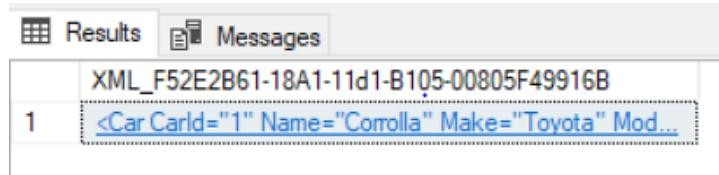 Results Messages
XML_F52E2B61-18A1-11d1-B105-00805F49916B
1 <Car CarId="1" Name="Corrolla" Make="Toyota" Mod...